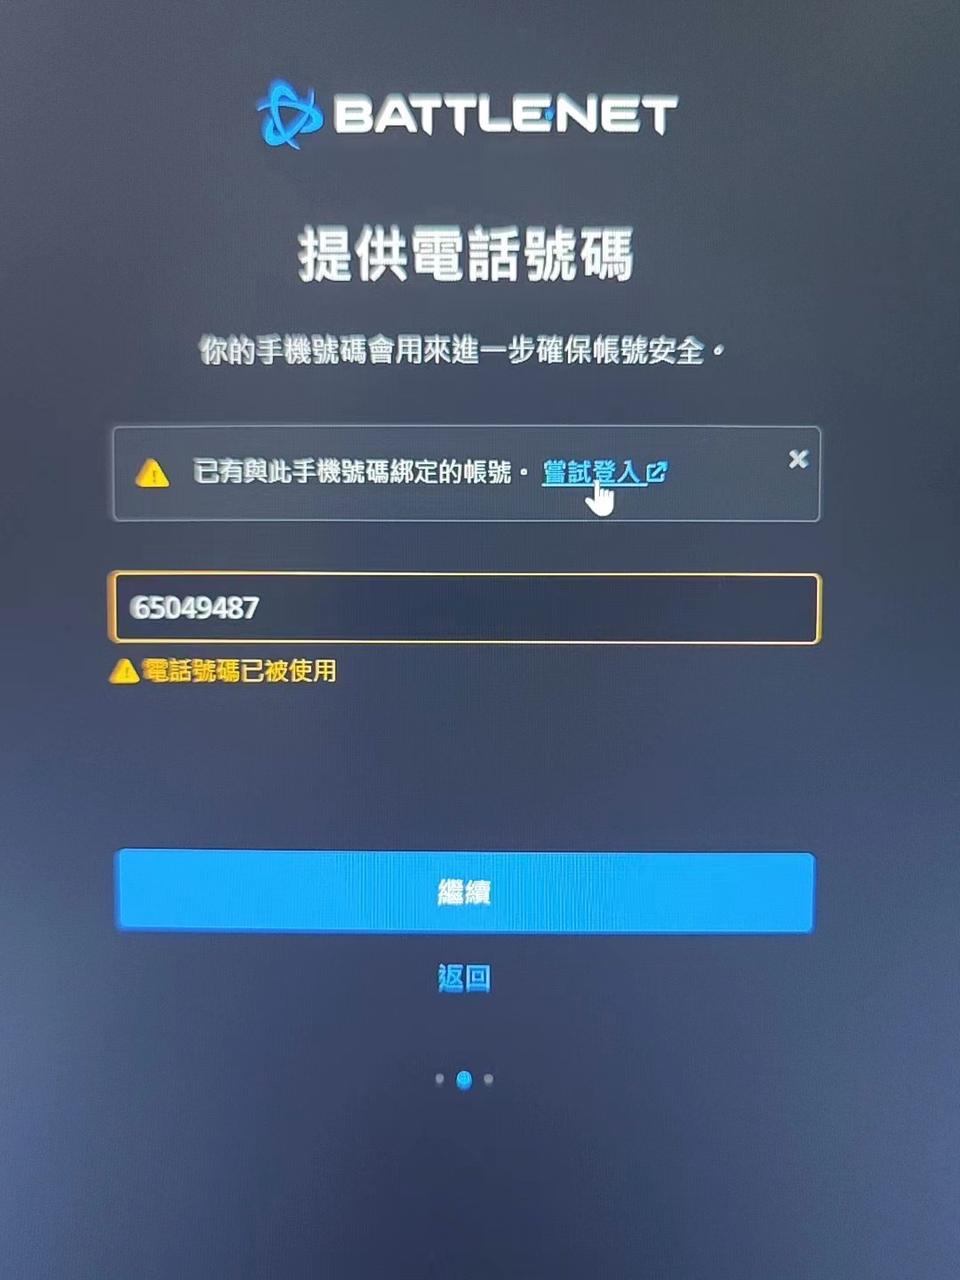 BATTLE.NET
提供電話號碼
你的手機號碼會用來進一步確保帳號安全。
已有與此手機號碼綁定的帳號。 嘗試登入
65049487
電話號碼已被使用
繼續
返回